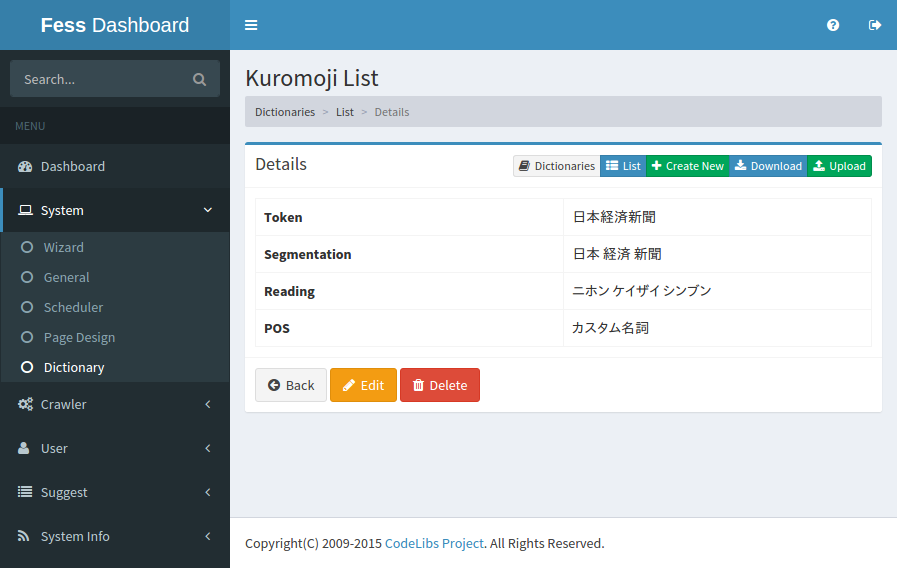 Fess Dashboard
Search...
MENU
Dashboard
System
Wizard
General
Scheduler
Page Design
Dictionary
Crawler
User
Suggest
System Info
Kuromoji List
Dictionaries > List > Details
Details
Dictionaries List Create New Download Upload
Token 日本経済新聞
Segmentation 日本 経済 新聞
Reading ニホン ケイザイ シンブン
POS カスタム名詞
Back Edit Delete
Copyright(C) 2009-2015 CodeLibs Project. All Rights Reserved.